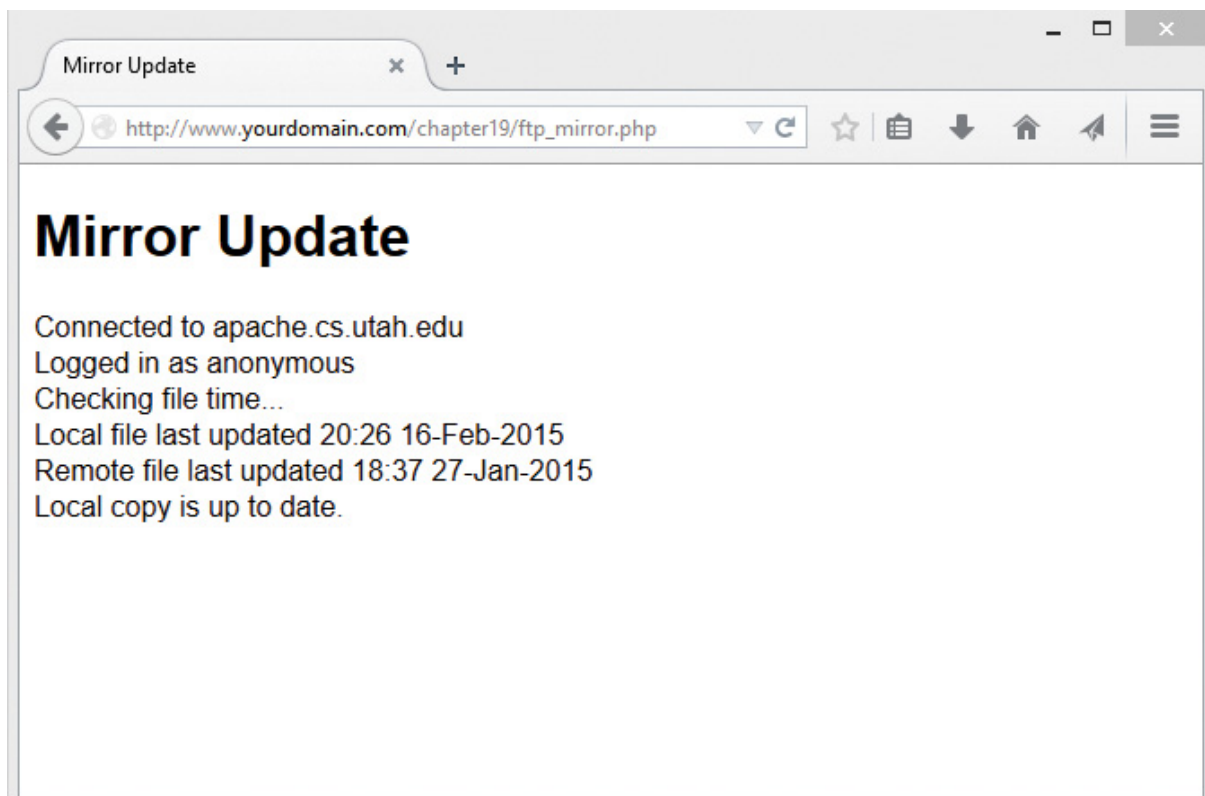 Mirror Update
http://www.yourdomain.com/chapter19/ftp_mirror.php
Mirror Update
Connected to apache.cs.utah.edu
Logged in as anonymous
Checking file time...
Local file last updated 20:26 16-Feb-2015
Remote file last updated 18:37 27-Jan-2015
Local copy is up to date.